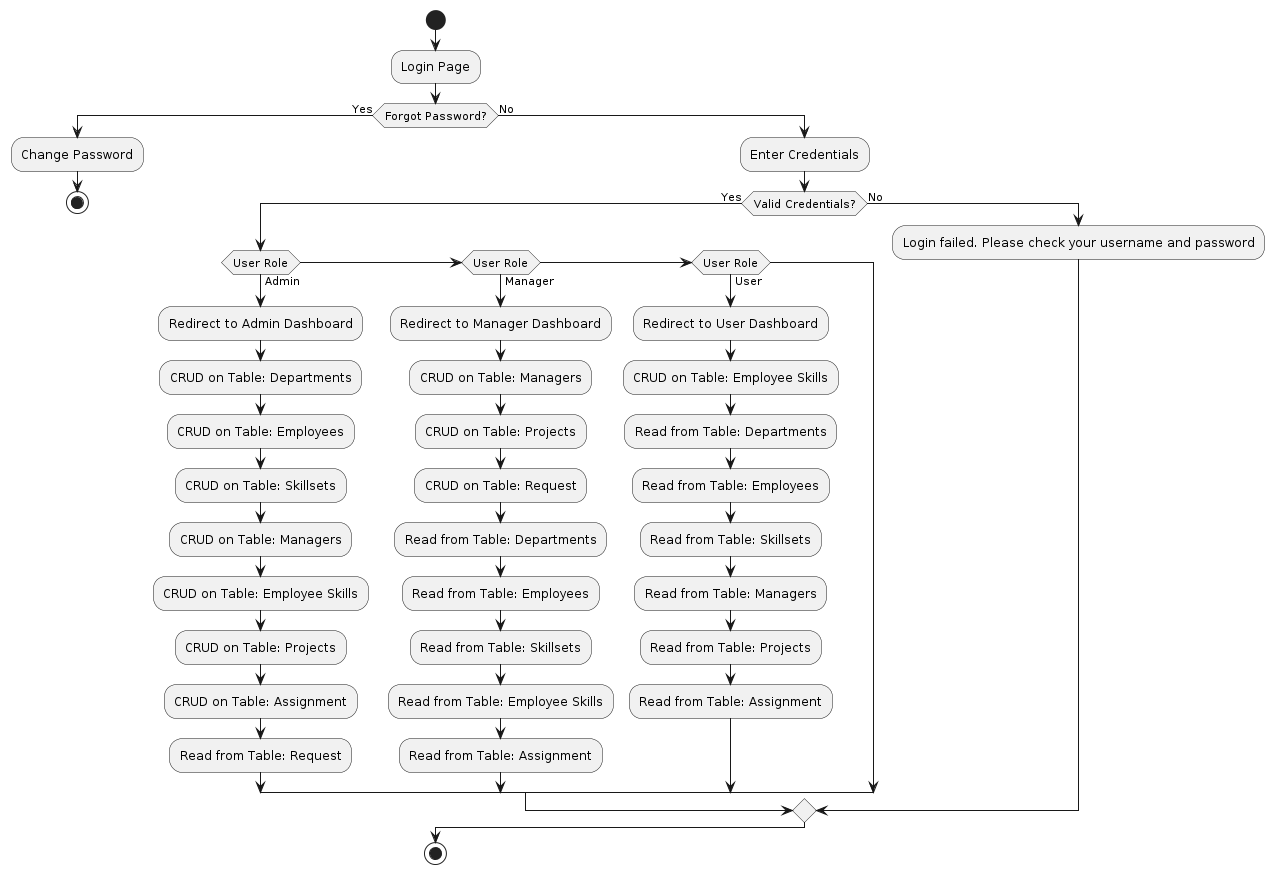 Login Page
Yes
Forgot Password?
No
Change Password
Enter Credentials
Yes
Valid Credentials?
No
Login failed. Please check your username and password
User Role
Admin
Redirect to Admin Dashboard
CRUD on Table: Departments
CRUD on Table: Employees
CRUD on Table: Skillsets
CRUD on Table: Managers
CRUD on Table: Employee Skills
CRUD on Table: Projects
CRUD on Table: Assignment
Read from Table: Request
User Role
Manager
Redirect to Manager Dashboard
CRUD on Table: Managers
CRUD on Table: Projects
CRUD on Table: Request
Read from Table: Departments
Read from Table: Employees
Read from Table: Skillsets
Read from Table: Employee Skills
Read from Table: Assignment
User Role
User
Redirect to User Dashboard
CRUD on Table: Employee Skills
Read from Table: Departments
Read from Table: Employees
Read from Table: Skillsets
Read from Table: Managers
Read from Table: Projects
Read from Table: Assignment